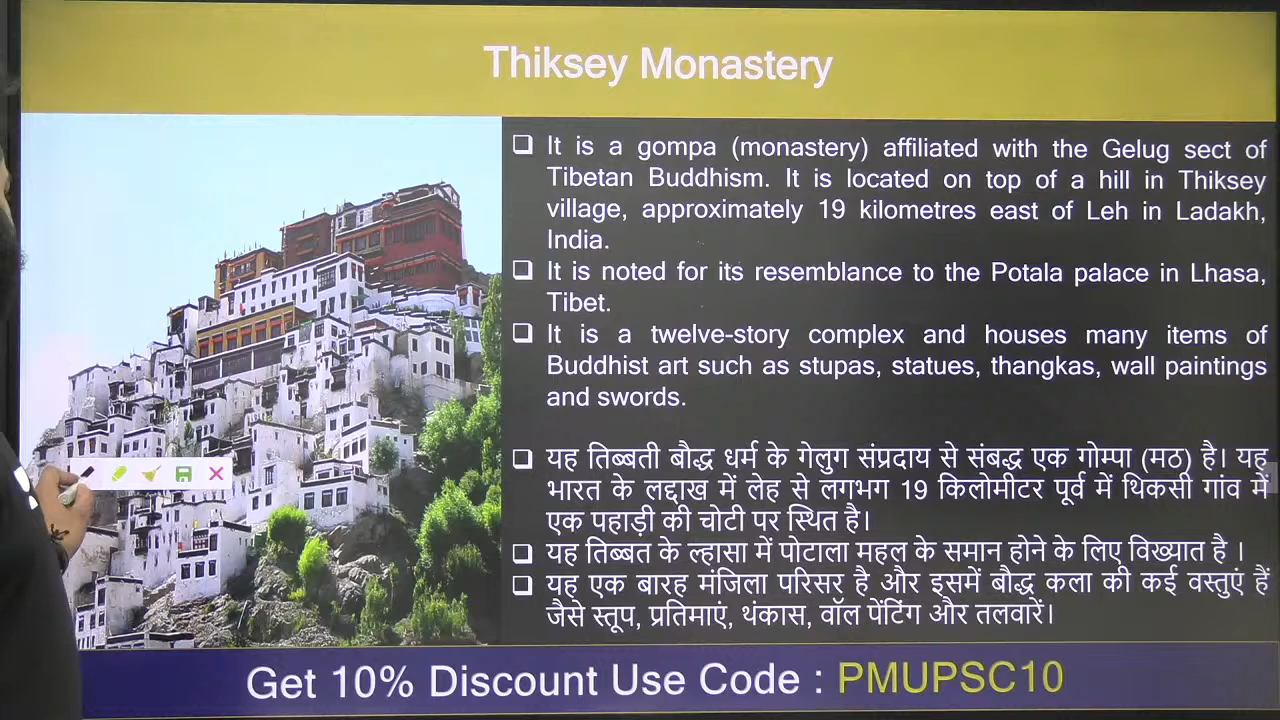 Thiksey Monastery
It is a gompa (monastery) affiliated with the Gelug sect of
Tibetan Buddhism. It is located on top of a hill in Thiksey
village, approximately 19 kilometres east of Leh in Ladakh,
India.
It is noted for its resemblance to the Potala palace in Lhasa,
Tibet.
It is a twelve-story complex and houses many items of
Buddhist art such as stupas, statues, thangkas, wall paintings
and swords.
यह तिब्बती बौद्ध धर्म के गेलुग संप्रदाय से संबद्ध एक गोम्पा (मठ) है। यह
भारत के लद्दाख में लेह से लगभग 19 किलोमीटर पूर्व में थिकसी गांव में
एक पहाड़ी की चोटी पर स्थित है।
यह तिब्बत के ल्हासा में पोटाला महल के समान होने के लिए विख्यात है ।
यह एक बारह मंजिला परिसर है और इसमें बौद्ध कला की कई वस्तुएं हैं
जैसे स्तूप, प्रतिमाएं, थंकास, वॉल पेंटिंग और तलवारें।
Get 10% Discount Use Code : PMUPSC10